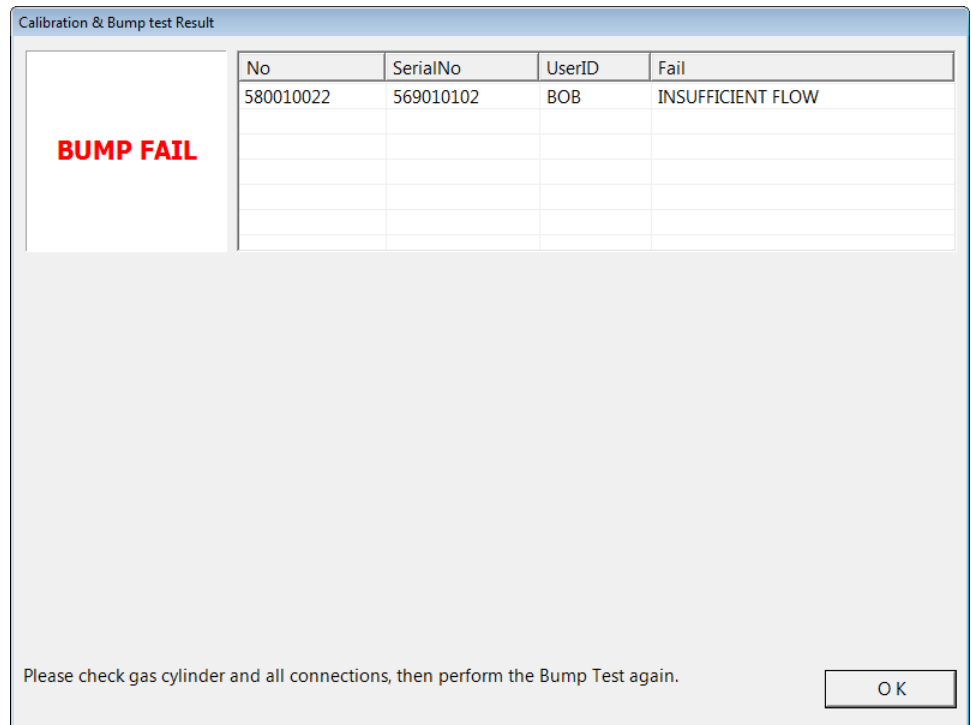 Calibration & Bump test Result
No SerialNo UserID Fail
580010022 569010102 BOB INSUFFICIENT FLOW
BUMP FAIL
Please check gas cylinder and all connections, then perform the Bump Test again.
O K